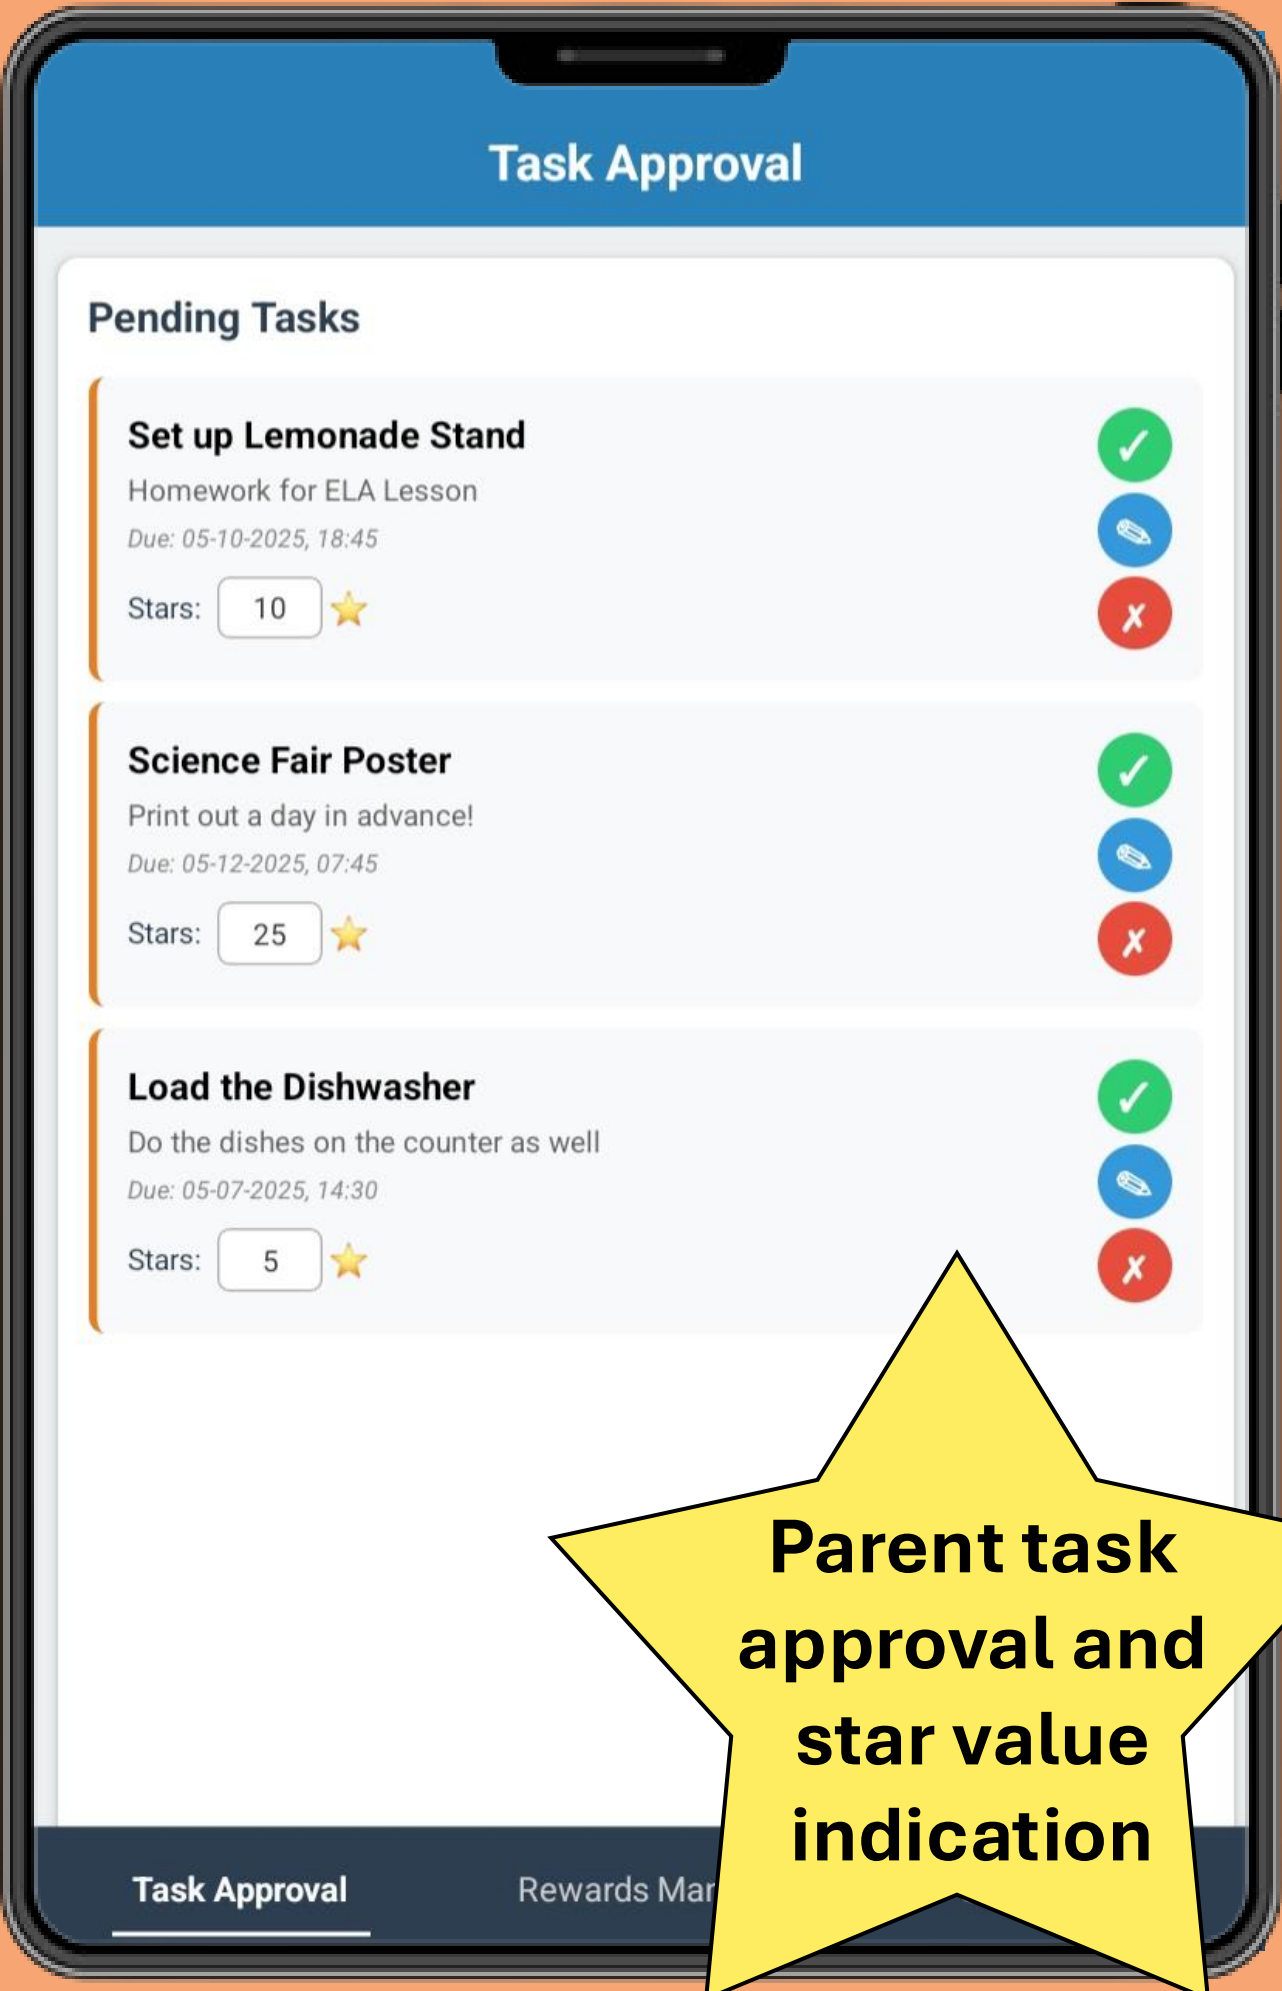 Task Approval
Pending Tasks
Set up Lemonade Stand
Homework for ELA Lesson
Due: 05-10-2025, 18:45
Stars: 10
Science Fair Poster
Print out a day in advance!
Due: 05-12-2025, 07:45
Stars: 25
Load the Dishwasher
Do the dishes on the counter as well
Due: 05-07-2025, 14:30
Stars: 5
Parent task
approval and
star value
indication
Task Approval
Rewards